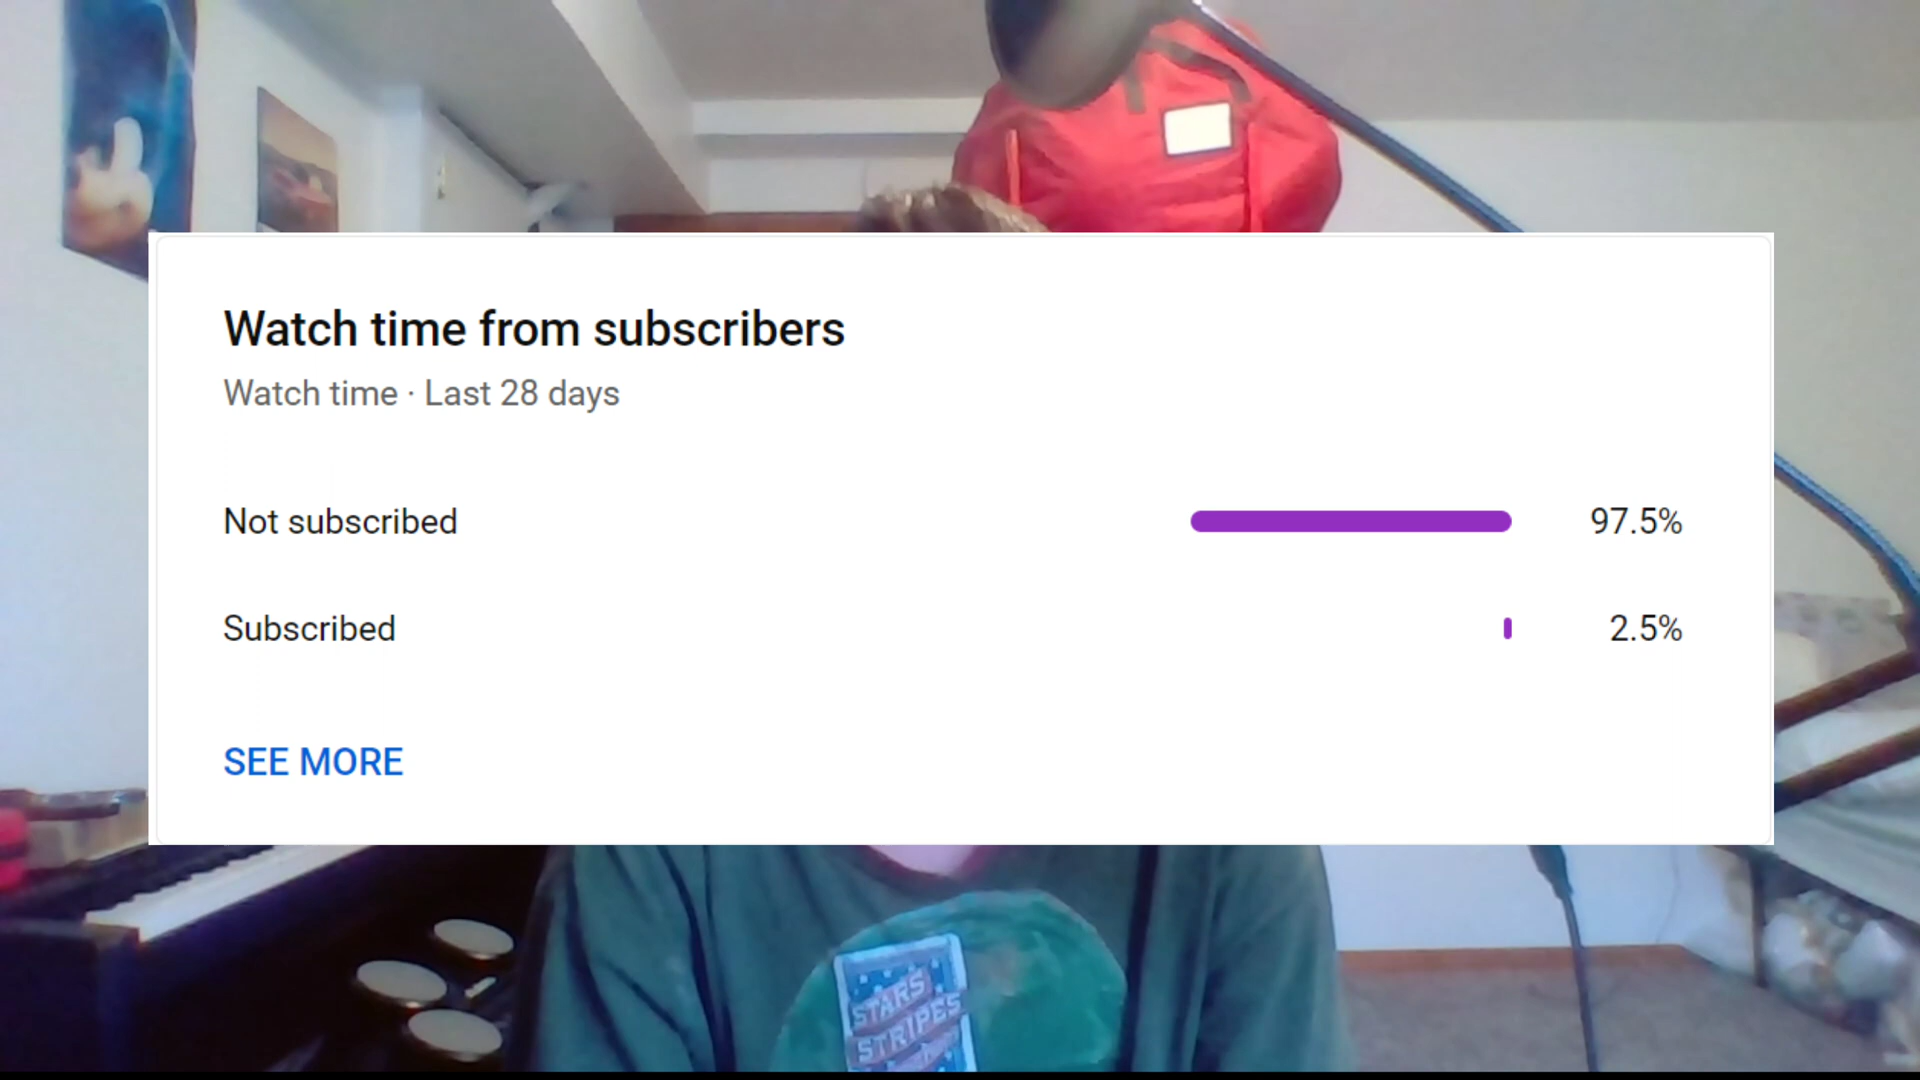 Watch time from subscribers
Watch time · Last 28 days
Not subscribed 97.5%
Subscribed 2.5%
SEE MORE
STARS
STRIPES